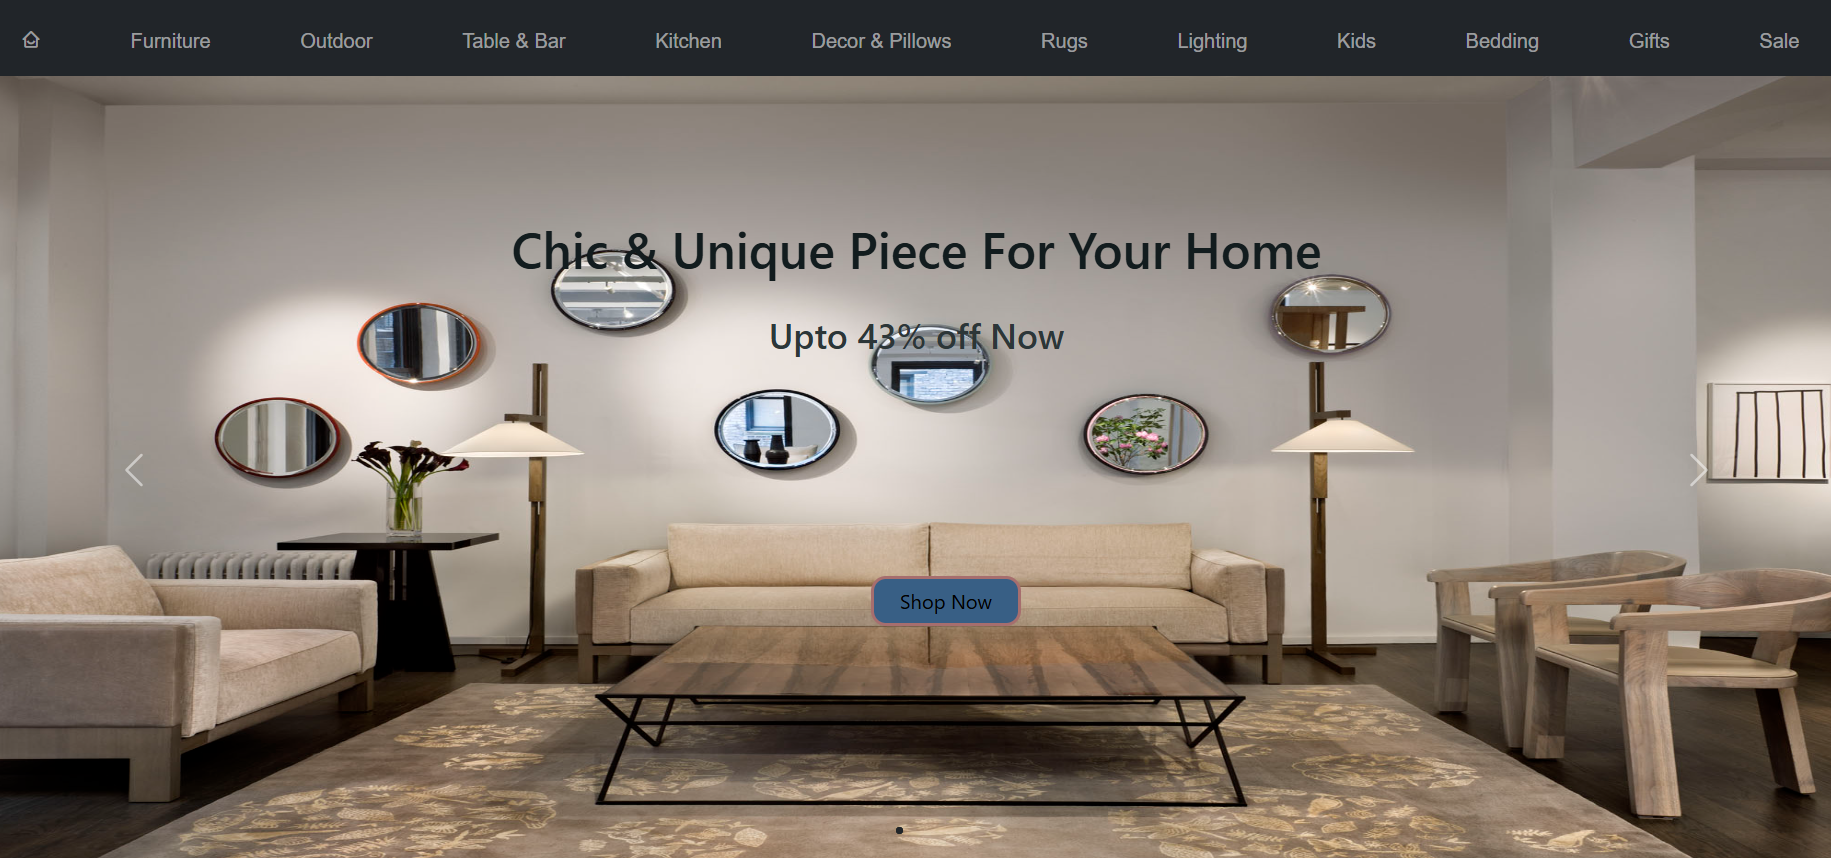 Furniture Outdoor Table & Bar Kitchen Decor & Pillows Rugs Lighting Kids Bedding Gifts Sale
Chic & Unique Piece For Your Home
Upto 43% off Now
Shop Now